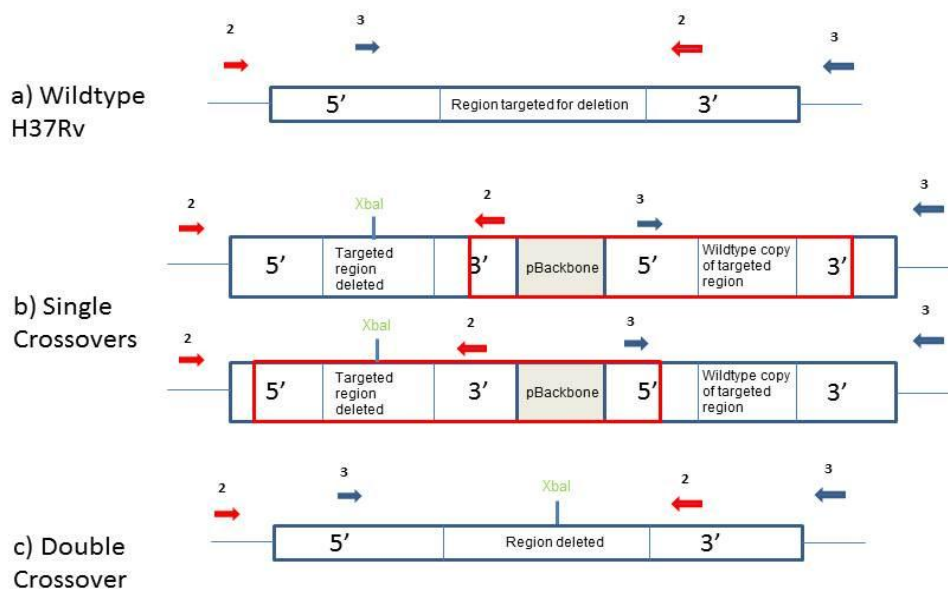 2
3
2
3
a) Wildtype
H37Rv
5’
Region targeted for deletion
3’
2
XbaI
2
3
3
5’
Targeted
region
deleted
3’
pBackbone
5’
Wildtype copy
of targeted
region
3’
b) Single
Crossovers
2
XbaI
2
3
3
5’
Targeted
region
deleted
3’
pBackbone
5’
Wildtype copy
of targeted
region
3’
2
3
XbaI
2
3
c) Double
Crossover
5’
Region deleted
3’